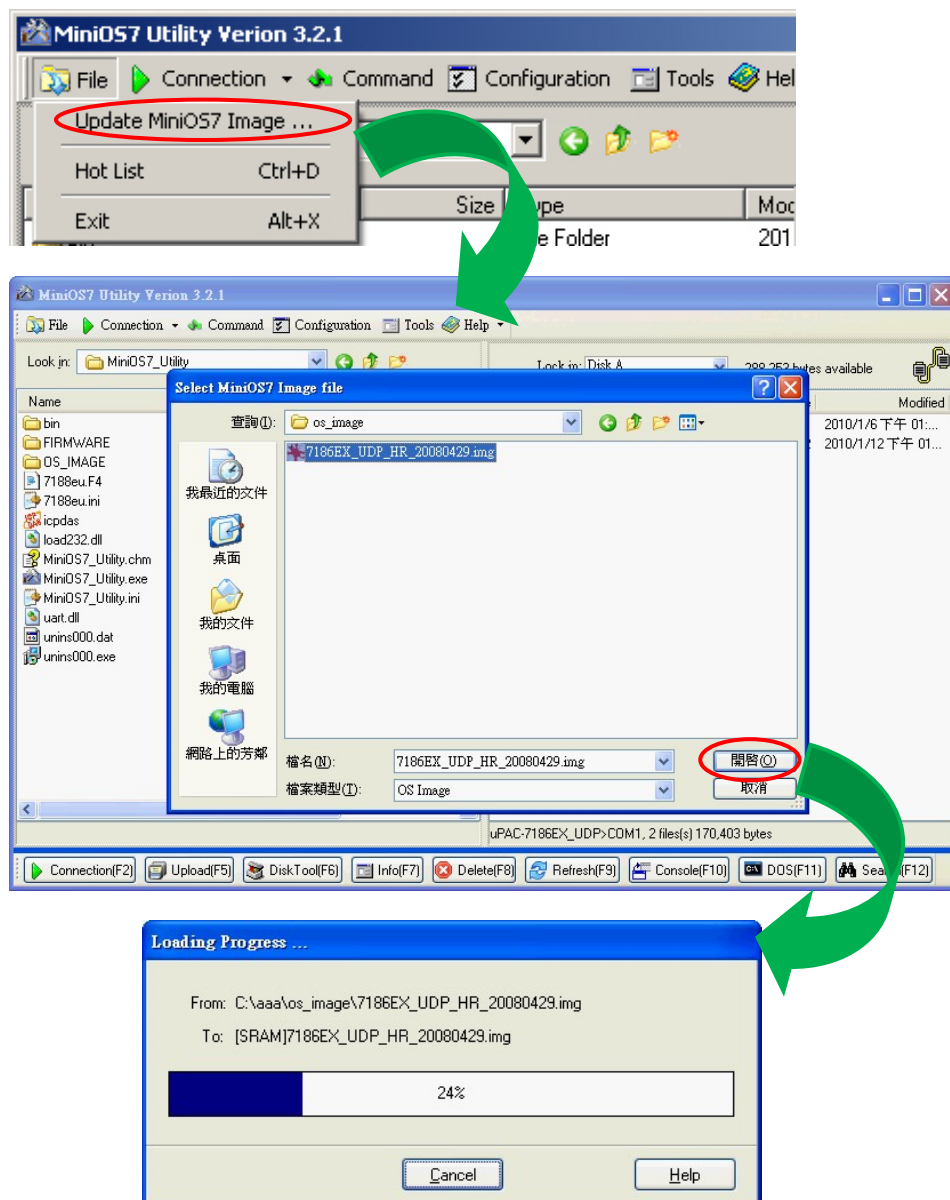 MiniOS7 Utility Verion 3.2.1
File Connection Command Configuration Tools Hel
Update MiniOS7 Image ...
Hot List Ctrl+D
Exit Alt+X
Size
Moc
e Folder 201
MiniOS7 Utility Verion 3.2.1
File Connection Command Configuration Tools Help
Look in: MiniOS7_Utility
Lock in: Disk A bytes available
Name
Modified
bin
FIRMWARE
OS_IMAGE
7188eu.F4
7188eu.ini
icpdas
load232.dll
MiniOS7_Utility.chm
MiniOS7_Utility.exe
MiniOS7_Utility.ini
uart.dll
unins000.dat
unins000.exe
2010/1/6 下午 01:...
2010/1/12 下午 01...
Select MiniOS7 Image file
查詢(I): os_image
7186EX_UDP_HR_20080429.img
我最近的文件
桌面
我的文件
我的電腦
網路上的芳鄰
檔名(N): 7186EX_UDP_HR_20080429.img 開啓(O)
檔案類型(T): OS Image 取消
uPAC-7186EX_UDP>COM1, 2 files(s) 170,403 bytes
Connection(F2) Upload(F5) DiskTool(F6) Info(F7) Delete(F8) Refresh(F9) Console(F10) DOS(F11) (F12)
Loading Progress ...
From: C:\aaa\os_image\7186EX_UDP_HR_20080429.img
To: [SRAM]7186EX_UDP_HR_20080429.img
24%
Cancel Help